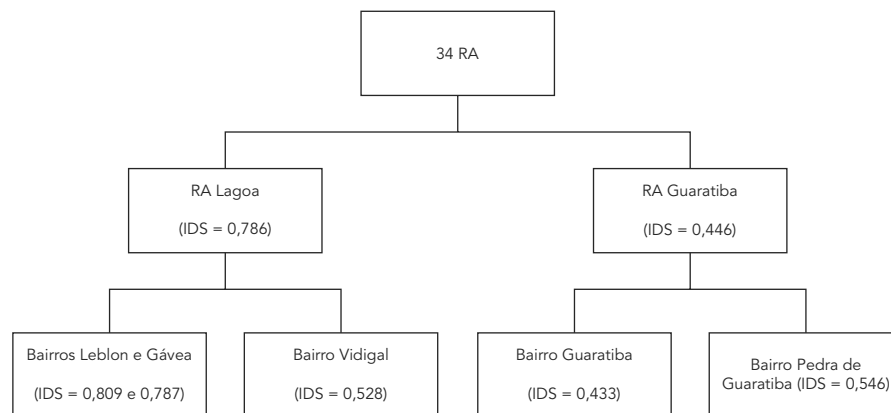 34 RA
RA Lagoa
(IDS = 0,786)
RA Guaratiba
(IDS = 0,446)
Bairros Leblon e Gávea
(IDS = 0,809 e 0,787)
Bairro Vidigal
(IDS = 0,528)
Bairro Guaratiba
(IDS = 0,433)
Bairro Pedra de
Guaratiba (IDS = 0,546)